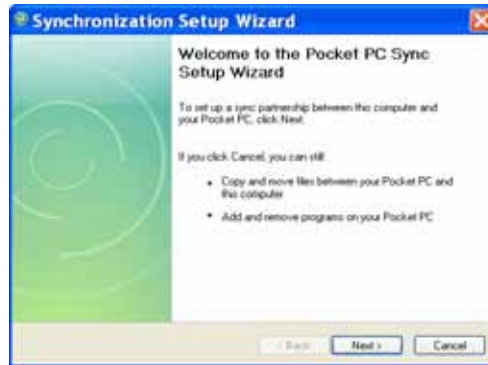 Synchronization Setup Wizard
Welcome to the Pocket PC Sync
Setup Wizard
To set up a sync partnership between this computer and
your Pocket PC, click Next.
If you click Cancel, you can still:
• Copy and move files between your Pocket PC and
this computer
• Add and remove programs on your Pocket PC
< Back
Next >
Cancel